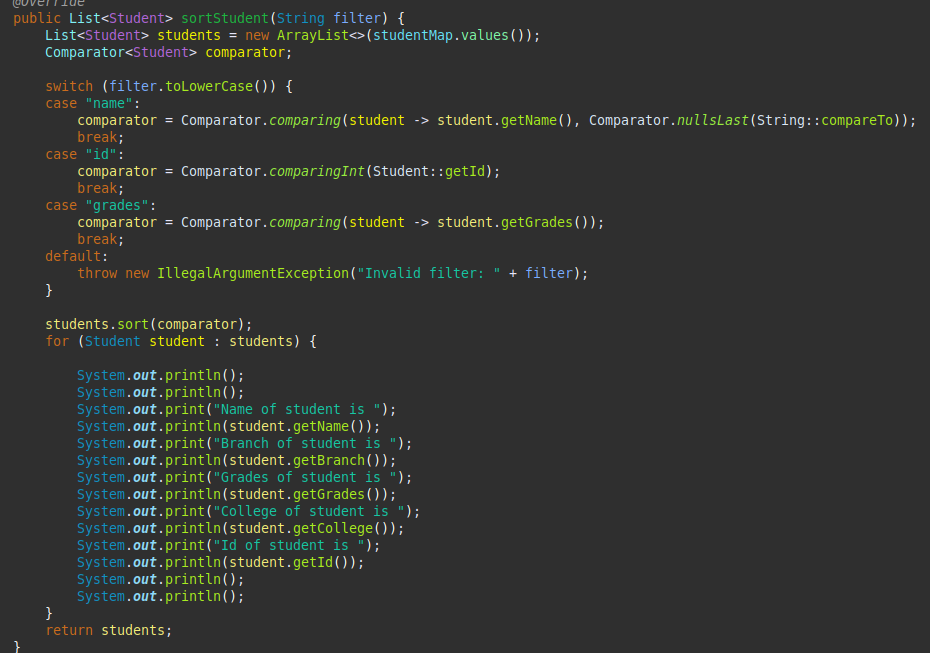 @Override
public List<Student> sortStudent(String filter) {
    List<Student> students = new ArrayList<>(studentMap.values());
    Comparator<Student> comparator;

    switch (filter.toLowerCase()) {
    case "name":
        comparator = Comparator.comparing(student -> student.getName(), Comparator.nullsLast(String::compareTo));
        break;
    case "id":
        comparator = Comparator.comparingInt(Student::getId);
        break;
    case "grades":
        comparator = Comparator.comparing(student -> student.getGrades());
        break;
    default:
        throw new IllegalArgumentException("Invalid filter: " + filter);
    }

    students.sort(comparator);
    for (Student student : students) {

        System.out.println();
        System.out.println();
        System.out.print("Name of student is ");
        System.out.println(student.getName());
        System.out.print("Branch of student is ");
        System.out.println(student.getBranch());
        System.out.print("Grades of student is ");
        System.out.println(student.getGrades());
        System.out.print("College of student is ");
        System.out.println(student.getCollege());
        System.out.print("Id of student is ");
        System.out.println(student.getId());
        System.out.println();
        System.out.println();
    }
    return students;
}